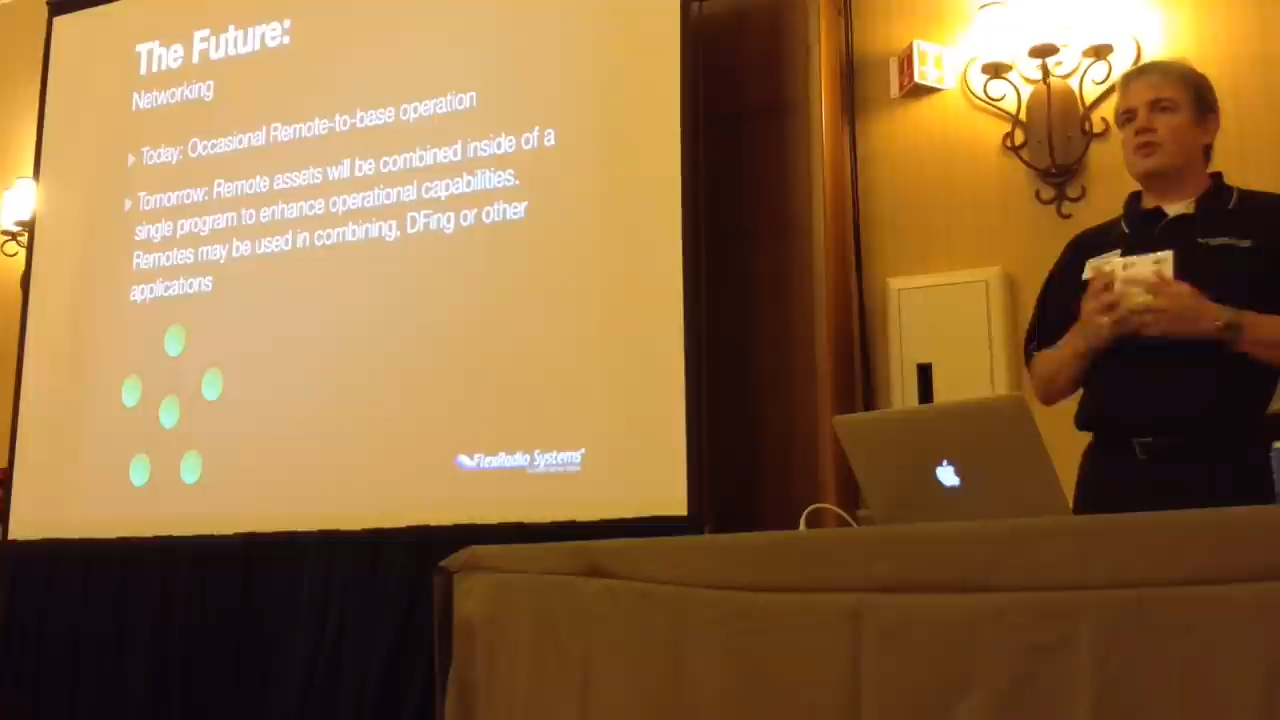 The Future:
Networking
Today: Occasional Remote-to-base operation
Tomorrow: Remote assets will be combined inside of a
single program to enhance operational capabilities.
Remotes may be used in combining, DFing or other
applications
FlexRadio Systems®